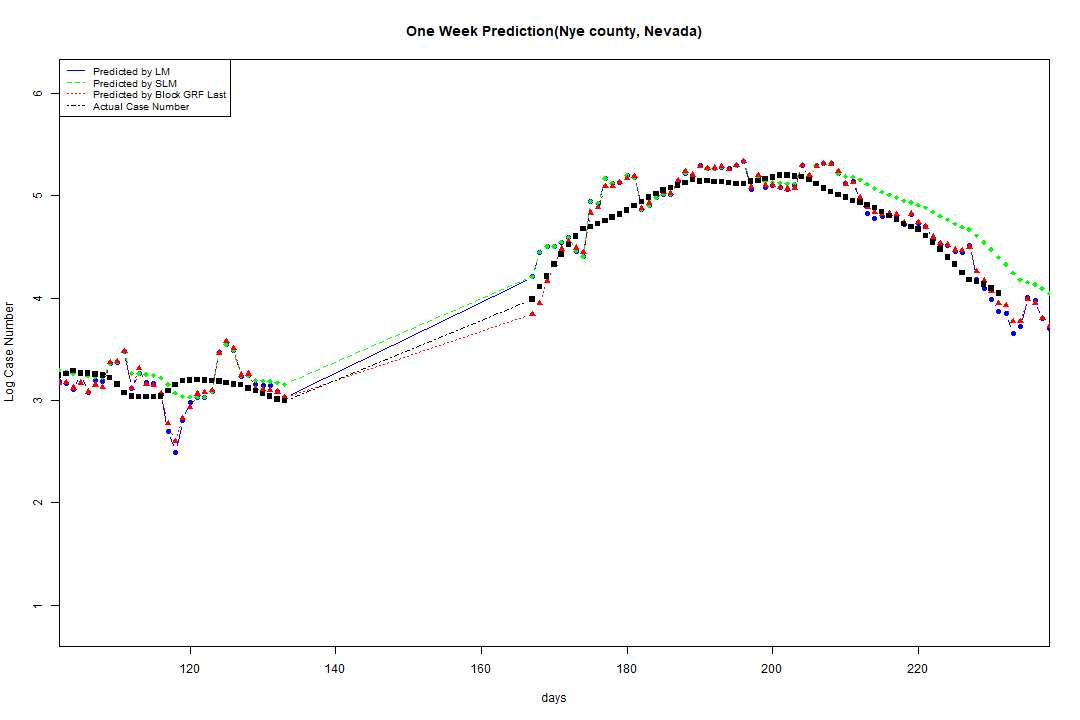 One Week Prediction(Nye county, Nevada)
Predicted by LM
Predicted by SLM
Predicted by Block GRF Last
Actual Case Number
6
5
4
3
2
1
Log Case Number
120 140 160 180 200 220
days